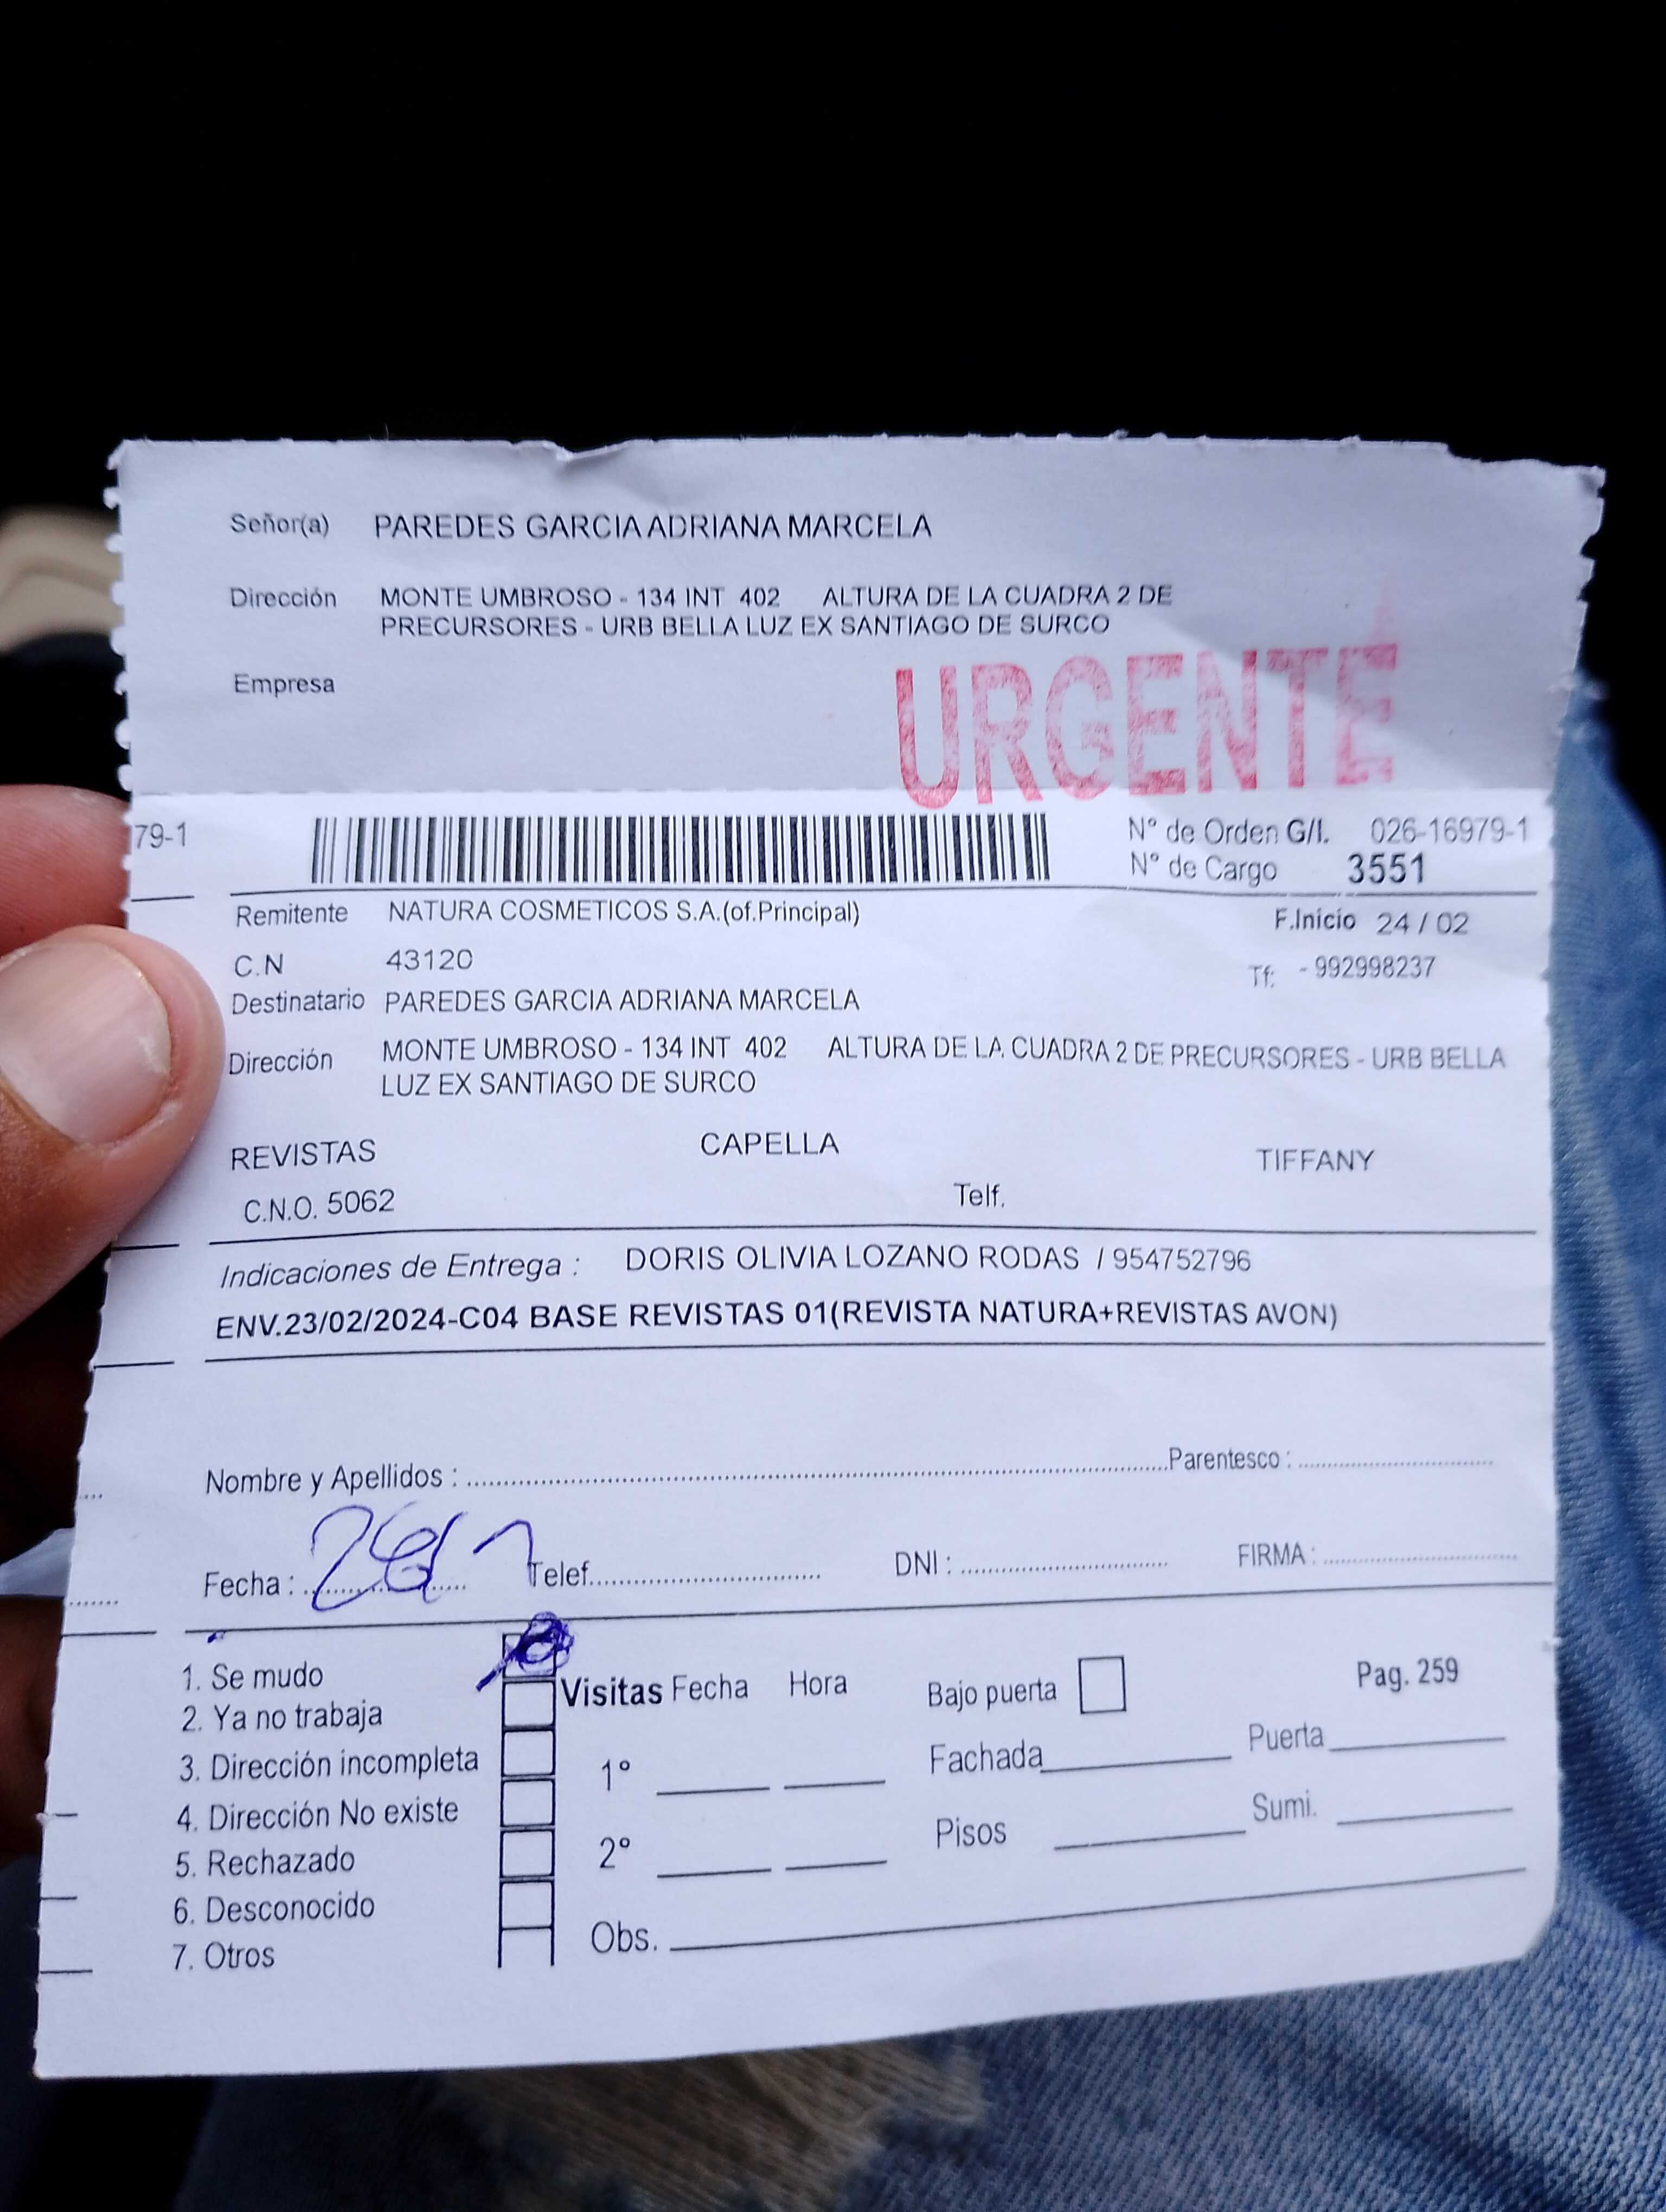 Señor(a) PAREDES GARCIA ADRIANA MARCELA
Dirección MONTE UMBROSO - 134 INT 402 ALTURA DE LA CUADRA 2 DE
PRECURSORES - URB BELLA LUZ EX SANTIAGO DE SURCO
Empresa
URGENTE
79-1
Nº de Orden G/I. 026-16979-1
Nº de Cargo 3551
Remitente NATURA COSMETICOS S.A.(of.Principal) F.Inicio 24 / 02
C.N 43120 Tf: - 992998237
Destinatario PAREDES GARCIA ADRIANA MARCELA
Dirección MONTE UMBROSO - 134 INT 402 ALTURA DE LA CUADRA 2 DE PRECURSORES - URB BELLA
LUZ EX SANTIAGO DE SURCO
REVISTAS CAPELLA TIFFANY
C.N.O. 5062 Telf.
Indicaciones de Entrega : DORIS OLIVIA LOZANO RODAS / 954752796
ENV.23/02/2024-C04 BASE REVISTAS 01(REVISTA NATURA+REVISTAS AVON)
Nombre y Apellidos : Parentesco :
Fecha : Telef. DNI : FIRMA :
1. Se mudo
2. Ya no trabaja
3. Dirección incompleta
4. Dirección No existe
5. Rechazado
6. Desconocido
7. Otros
Visitas Fecha Hora
1º
2º
Obs.
Bajo puerta Pag. 259
Fachada Puerta
Pisos Sumi.